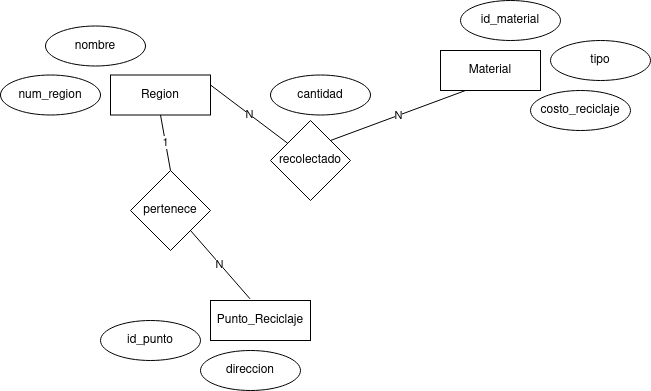 id_material
nombre
tipo
Material
num_region
Region
cantidad
costo_reciclaje
N
N
1
recolectado
pertenece
N
Punto_Reciclaje
id_punto
direccion